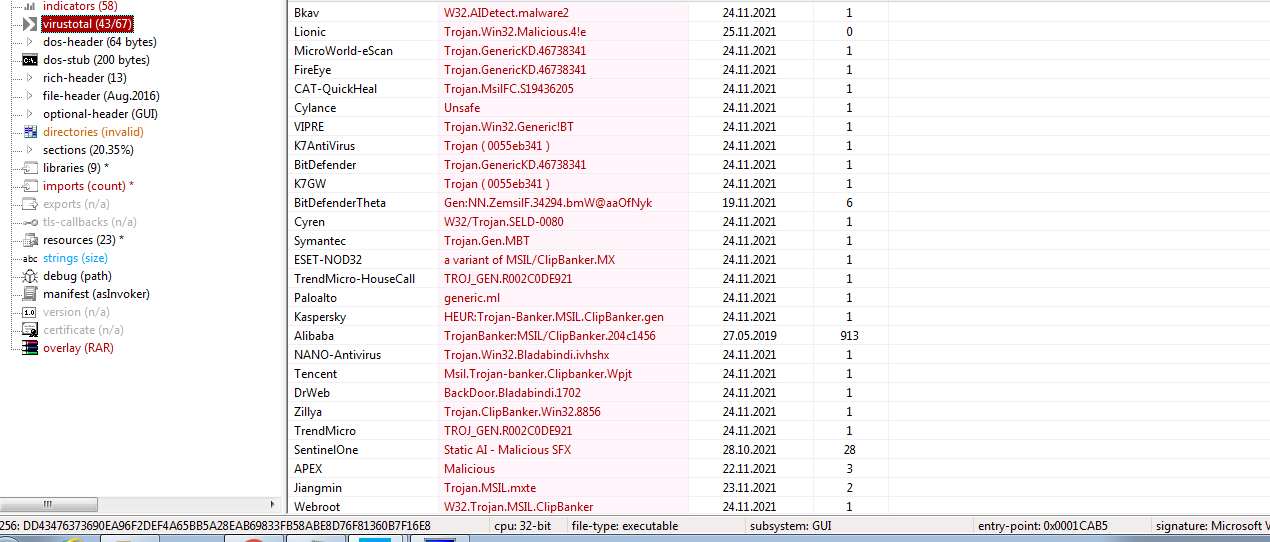 indicators (58)
virustotal (43/67)
dos-header (64 bytes)
dos-stub (200 bytes)
rich-header (13)
file-header (Aug.2016)
optional-header (GUI)
directories (invalid)
sections (20.35%)
libraries (9) *
imports (count) *
exports (n/a)
tls-callbacks (n/a)
resources (23) *
abc strings (size)
debug (path)
manifest (asInvoker)
1.0 version (n/a)
certificate (n/a)
overlay (RAR)
Bkav W32.AIDetect.malware2 24.11.2021 1
Lionic Trojan.Win32.Malicious.4!e 25.11.2021 0
MicroWorld-eScan Trojan.GenericKD.46738341 24.11.2021 1
FireEye Trojan.GenericKD.46738341 24.11.2021 1
CAT-QuickHeal Trojan.MsilFC.S19436205 24.11.2021 1
Cylance Unsafe 24.11.2021 1
VIPRE Trojan.Win32.Generic!BT 24.11.2021 1
K7AntiVirus Trojan ( 0055eb341 ) 24.11.2021 1
BitDefender Trojan.GenericKD.46738341 24.11.2021 1
K7GW Trojan ( 0055eb341 ) 24.11.2021 1
BitDefenderTheta Gen:NN.ZemsilF.34294.bmW@aaOfNyk 19.11.2021 6
Cyren W32/Trojan.SELD-0080 24.11.2021 1
Symantec Trojan.Gen.MBT 24.11.2021 1
ESET-NOD32 a variant of MSIL/ClipBanker.MX 24.11.2021 1
TrendMicro-HouseCall TROJ_GEN.R002C0DE921 24.11.2021 1
Paloalto generic.ml 24.11.2021 1
Kaspersky HEUR:Trojan-Banker.MSIL.ClipBanker.gen 24.11.2021 1
Alibaba TrojanBanker:MSIL/ClipBanker.204c1456 27.05.2019 913
NANO-Antivirus Trojan.Win32.Bladabindi.ivhshx 24.11.2021 1
Tencent Msil.Trojan-banker.Clipbanker.Wpjt 24.11.2021 1
DrWeb BackDoor.Bladabindi.1702 24.11.2021 1
Zillya Trojan.ClipBanker.Win32.8856 24.11.2021 1
TrendMicro TROJ_GEN.R002C0DE921 24.11.2021 1
SentinelOne Static AI - Malicious SFX 28.10.2021 28
APEX Malicious 22.11.2021 3
Jiangmin Trojan.MSIL.mxte 23.11.2021 2
Webroot W32.Trojan.MSIL.ClipBanker 24.11.2021 1
256: DD43476373690EA96F2DEF4A65BB5A28EAB69833FB58ABE8D76F81360B7F16E8 cpu: 32-bit file-type: executable subsystem: GUI entry-point: 0x0001CAB5 signature: Microsoft W